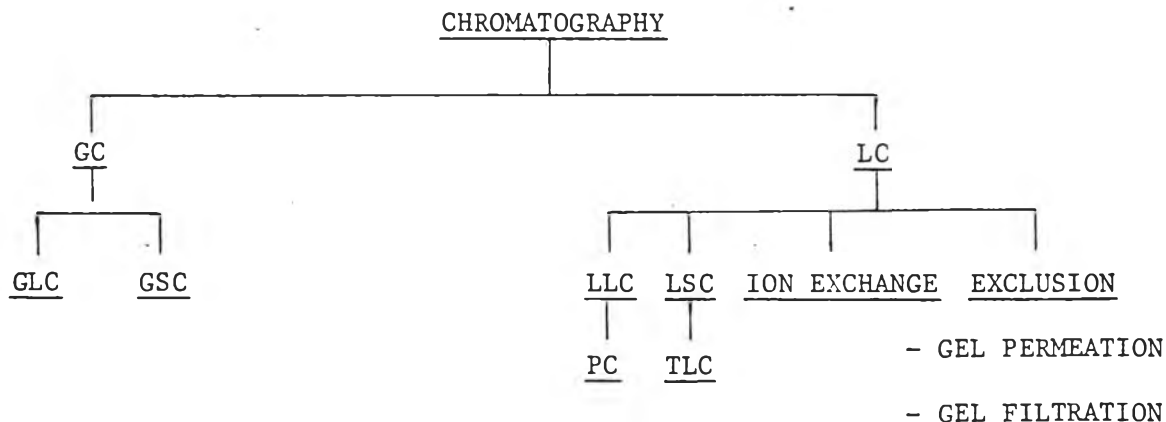 CHROMATOGRAPHY
GC LC
GLC GSC LLC LSC ION EXCHANGE EXCLUSION
PC TLC
- GEL PERMEATION
- GEL FILTRATION